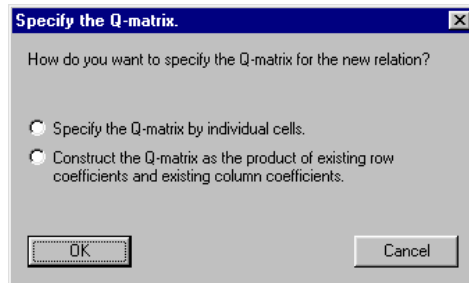 Specify the Q-matrix.
How do you want to specify the Q-matrix for the new relation?
Specify the Q-matrix by individual cells.
Construct the Q-matrix as the product of existing row
coefficients and existing column coefficients.
OK
Cancel